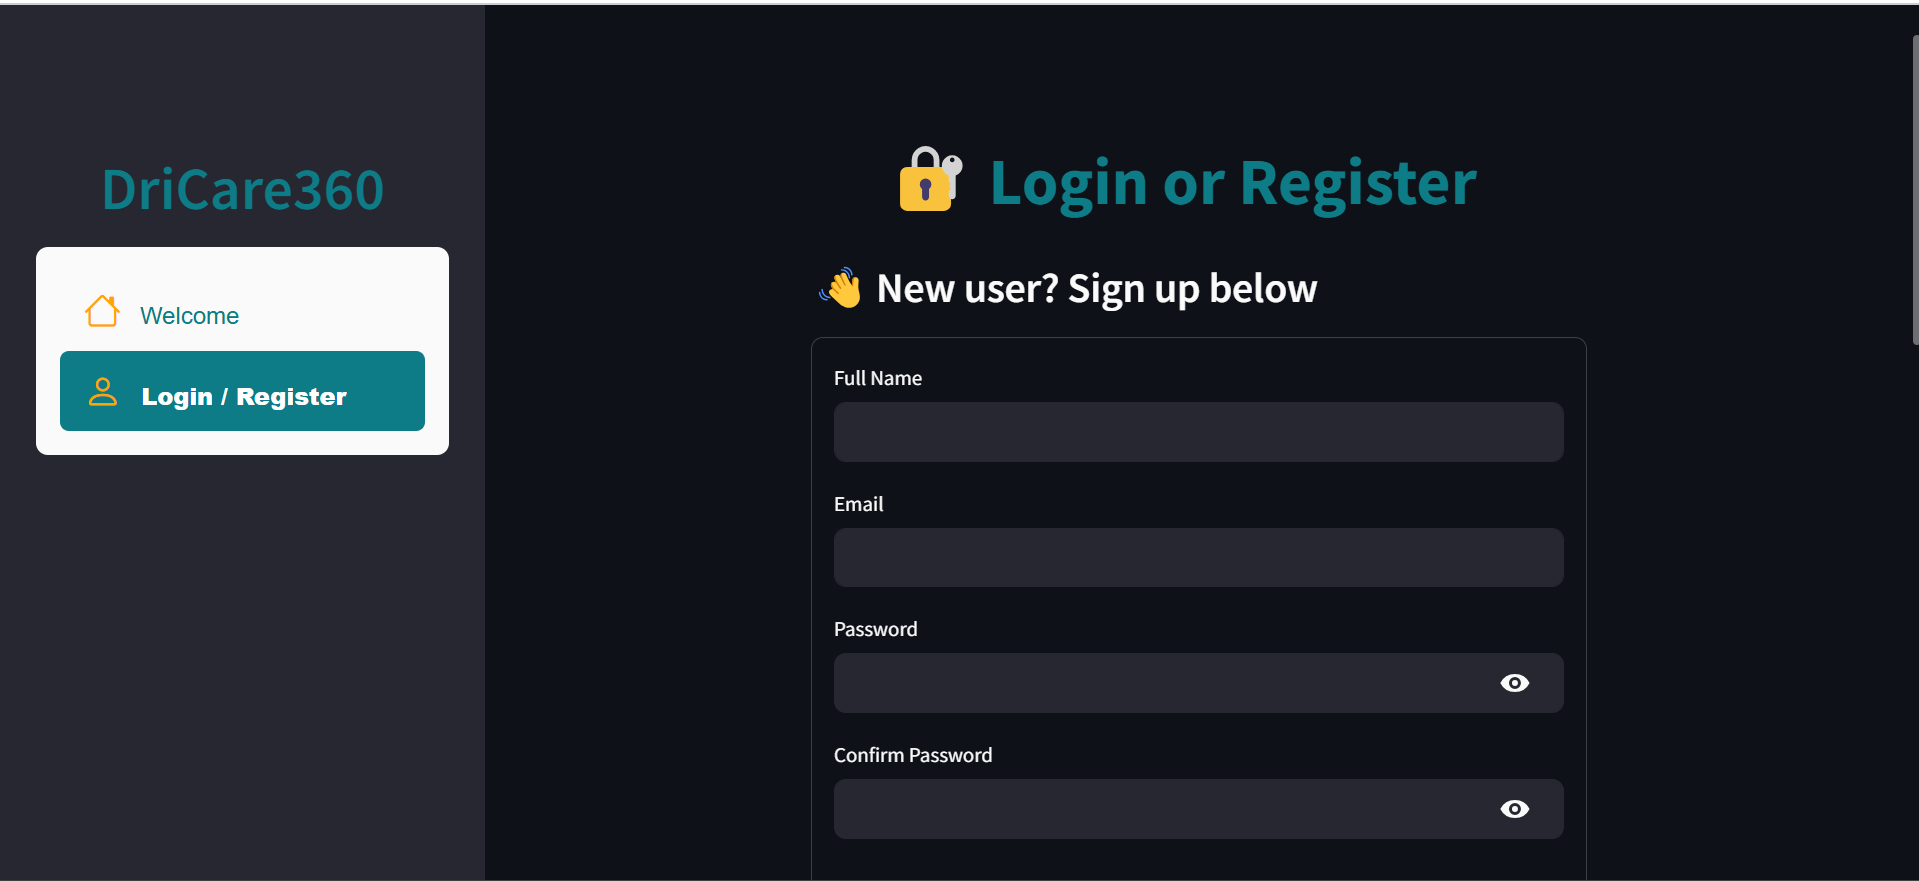 DriCare360
Welcome
Login / Register
Login or Register
New user? Sign up below
Full Name
Email
Password
Confirm Password